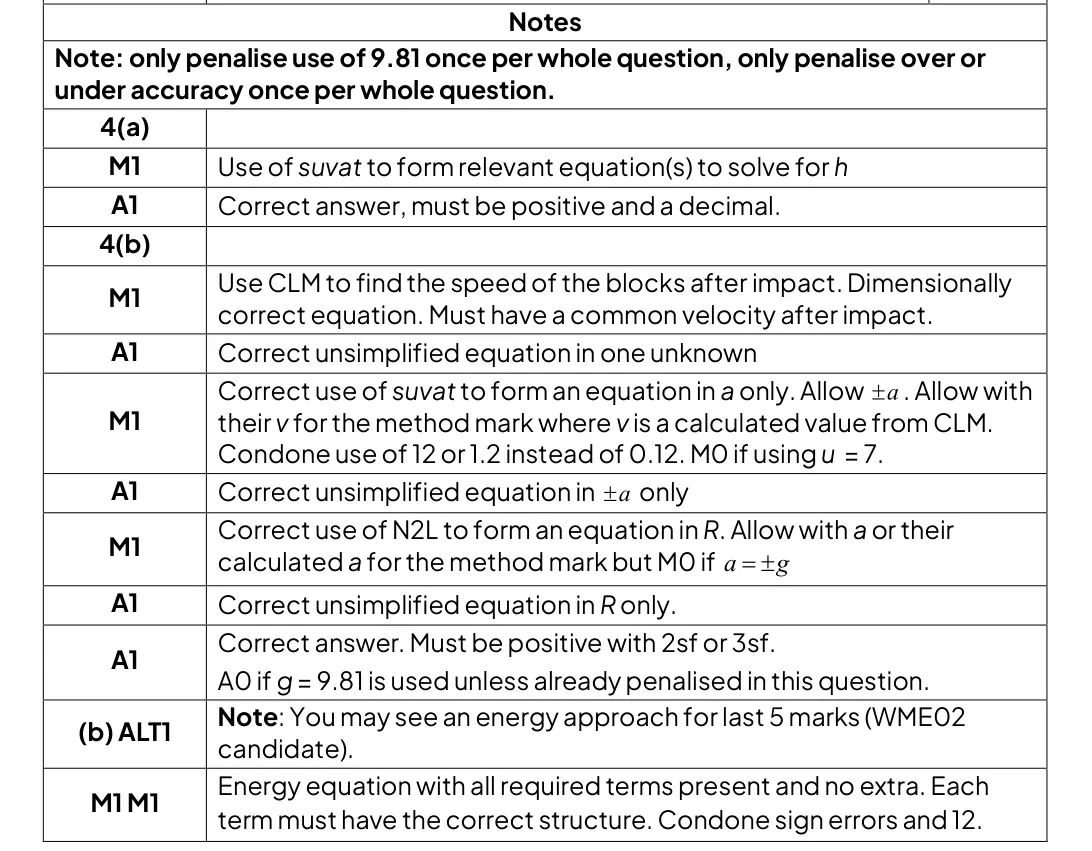 Notes
Note: only penalise use of 9.81 once per whole question, only penalise over or
under accuracy once per whole question.
4(a)
M1 Use of suvat to form relevant equation(s) to solve for h
A1 Correct answer, must be positive and a decimal.
4(b)
M1 Use CLM to find the speed of the blocks after impact. Dimensionally
correct equation. Must have a common velocity after impact.
A1 Correct unsimplified equation in one unknown
M1 Correct use of suvat to form an equation in a only. Allow ±a. Allow with
their v for the method mark where v is a calculated value from CLM.
Condone use of 12 or 1.2 instead of 0.12. M0 if using u = 7.
A1 Correct unsimplified equation in ±a only
M1 Correct use of N2L to form an equation in R. Allow with a or their
calculated a for the method mark but M0 if a = ±g
A1 Correct unsimplified equation in R only.
A1 Correct answer. Must be positive with 2sf or 3sf.
A0 if g = 9.81 is used unless already penalised in this question.
(b) ALT1 Note: You may see an energy approach for last 5 marks (WME02
candidate).
M1 M1 Energy equation with all required terms present and no extra. Each
term must have the correct structure. Condone sign errors and 12.